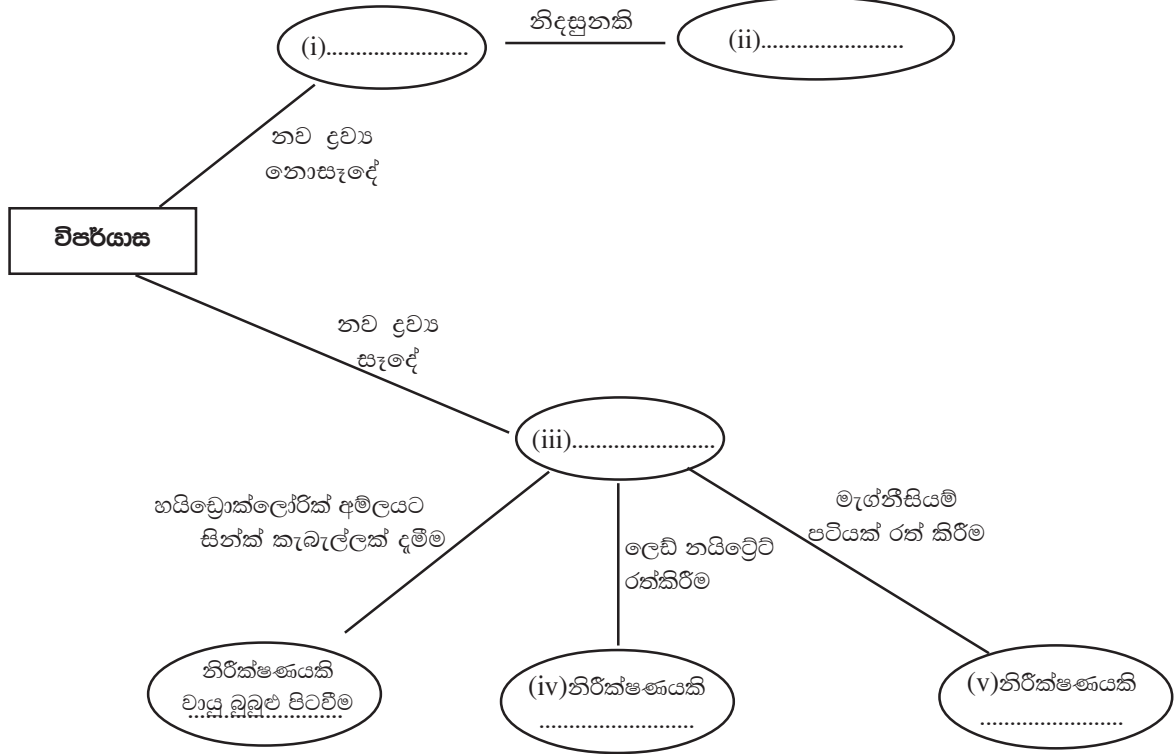 (i)........................
නිදසුනකි
(ii)........................
නව ද්‍රව්‍ය
නොසෑදේ
විපර්යාස
නව ද්‍රව්‍ය
සෑදේ
(iii)........................
හයිඩ්‍රොක්ලෝරික් අම්ලයට
සින්ක් කැබැල්ලක් දැමීම
ලෙඩ් නයිට්‍රේට්
රත්කිරීම
මැග්නීසියම්
පටියක් රත් කිරීම
නිරීක්ෂණයකි
වායු බුබුළු පිටවීම
..........................
(iv)නිරීක්ෂණයකි
..........................
(v)නිරීක්ෂණයකි
........................